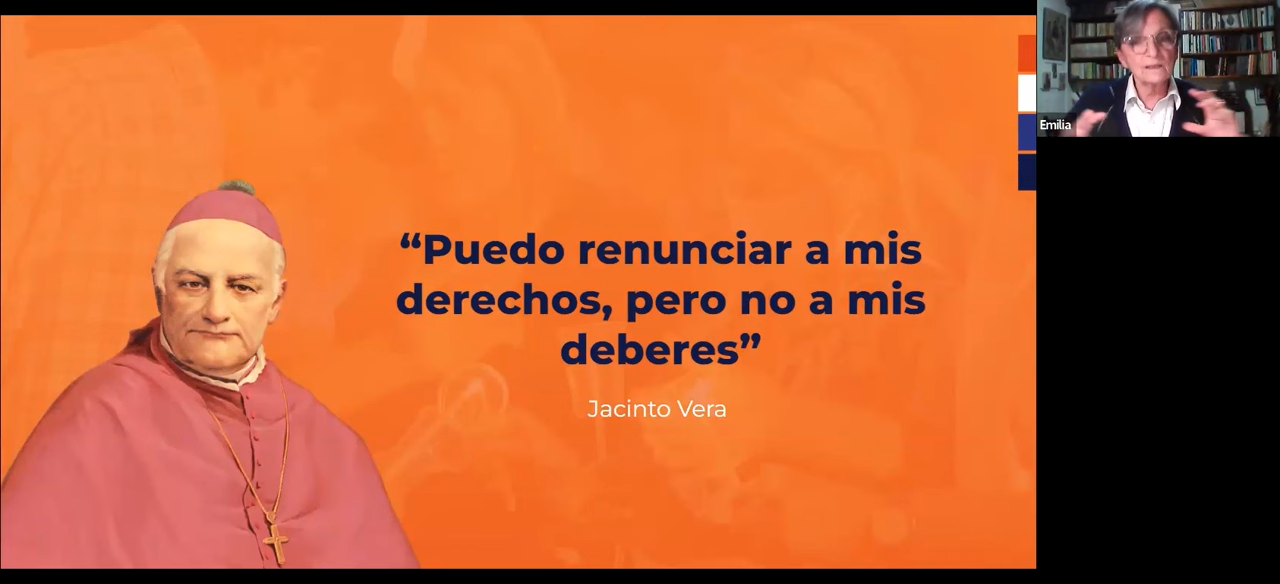 “Puedo renunciar a mis
derechos, pero no a mis
deberes”
Jacinto Vera
Emilia